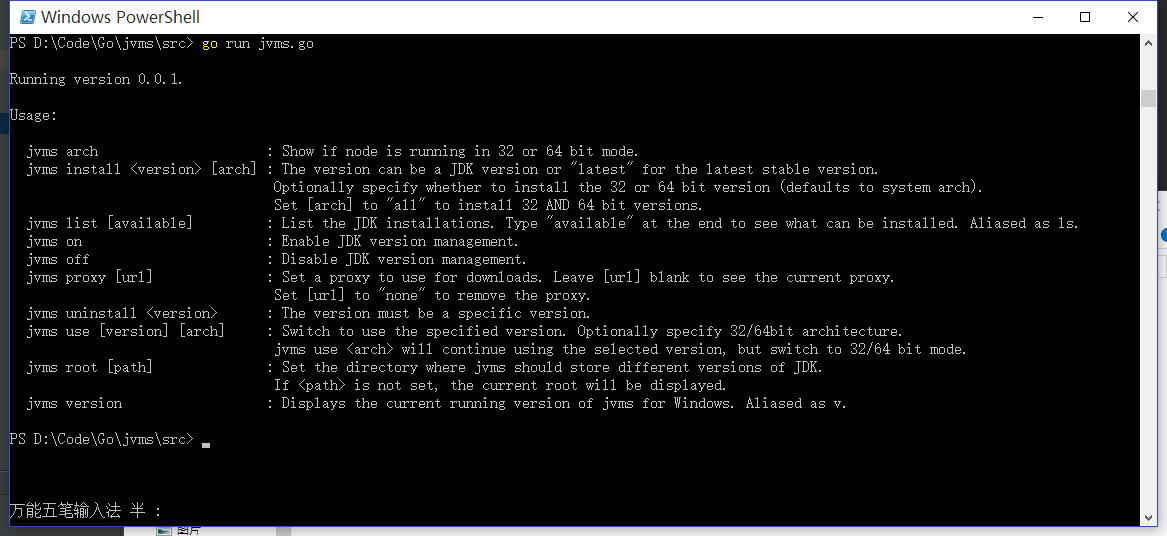 Windows PowerShell
PS D:\Code\Go\jvms\src> go run jvms.go
Running version 0.0.1.
Usage:
jvms arch : Show if node is running in 32 or 64 bit mode.
jvms install <version> [arch] : The version can be a JDK version or "latest" for the latest stable version.
Optionally specify whether to install the 32 or 64 bit version (defaults to system arch).
Set [arch] to "all" to install 32 AND 64 bit versions.
jvms list [available] : List the JDK installations. Type "available" at the end to see what can be installed. Aliased as ls.
jvms on : Enable JDK version management.
jvms off : Disable JDK version management.
jvms proxy [url] : Set a proxy to use for downloads. Leave [url] blank to see the current proxy.
Set [url] to "none" to remove the proxy.
jvms uninstall <version> : The version must be a specific version.
jvms use [version] [arch] : Switch to use the specified version. Optionally specify 32/64bit architecture.
jvms use <arch> will continue using the selected version, but switch to 32/64 bit mode.
jvms root [path] : Set the directory where jvms should store different versions of JDK.
If <path> is not set, the current root will be displayed.
jvms version : Displays the current running version of jvms for Windows. Aliased as v.
PS D:\Code\Go\jvms\src>
万能五笔输入法 半 :
图片